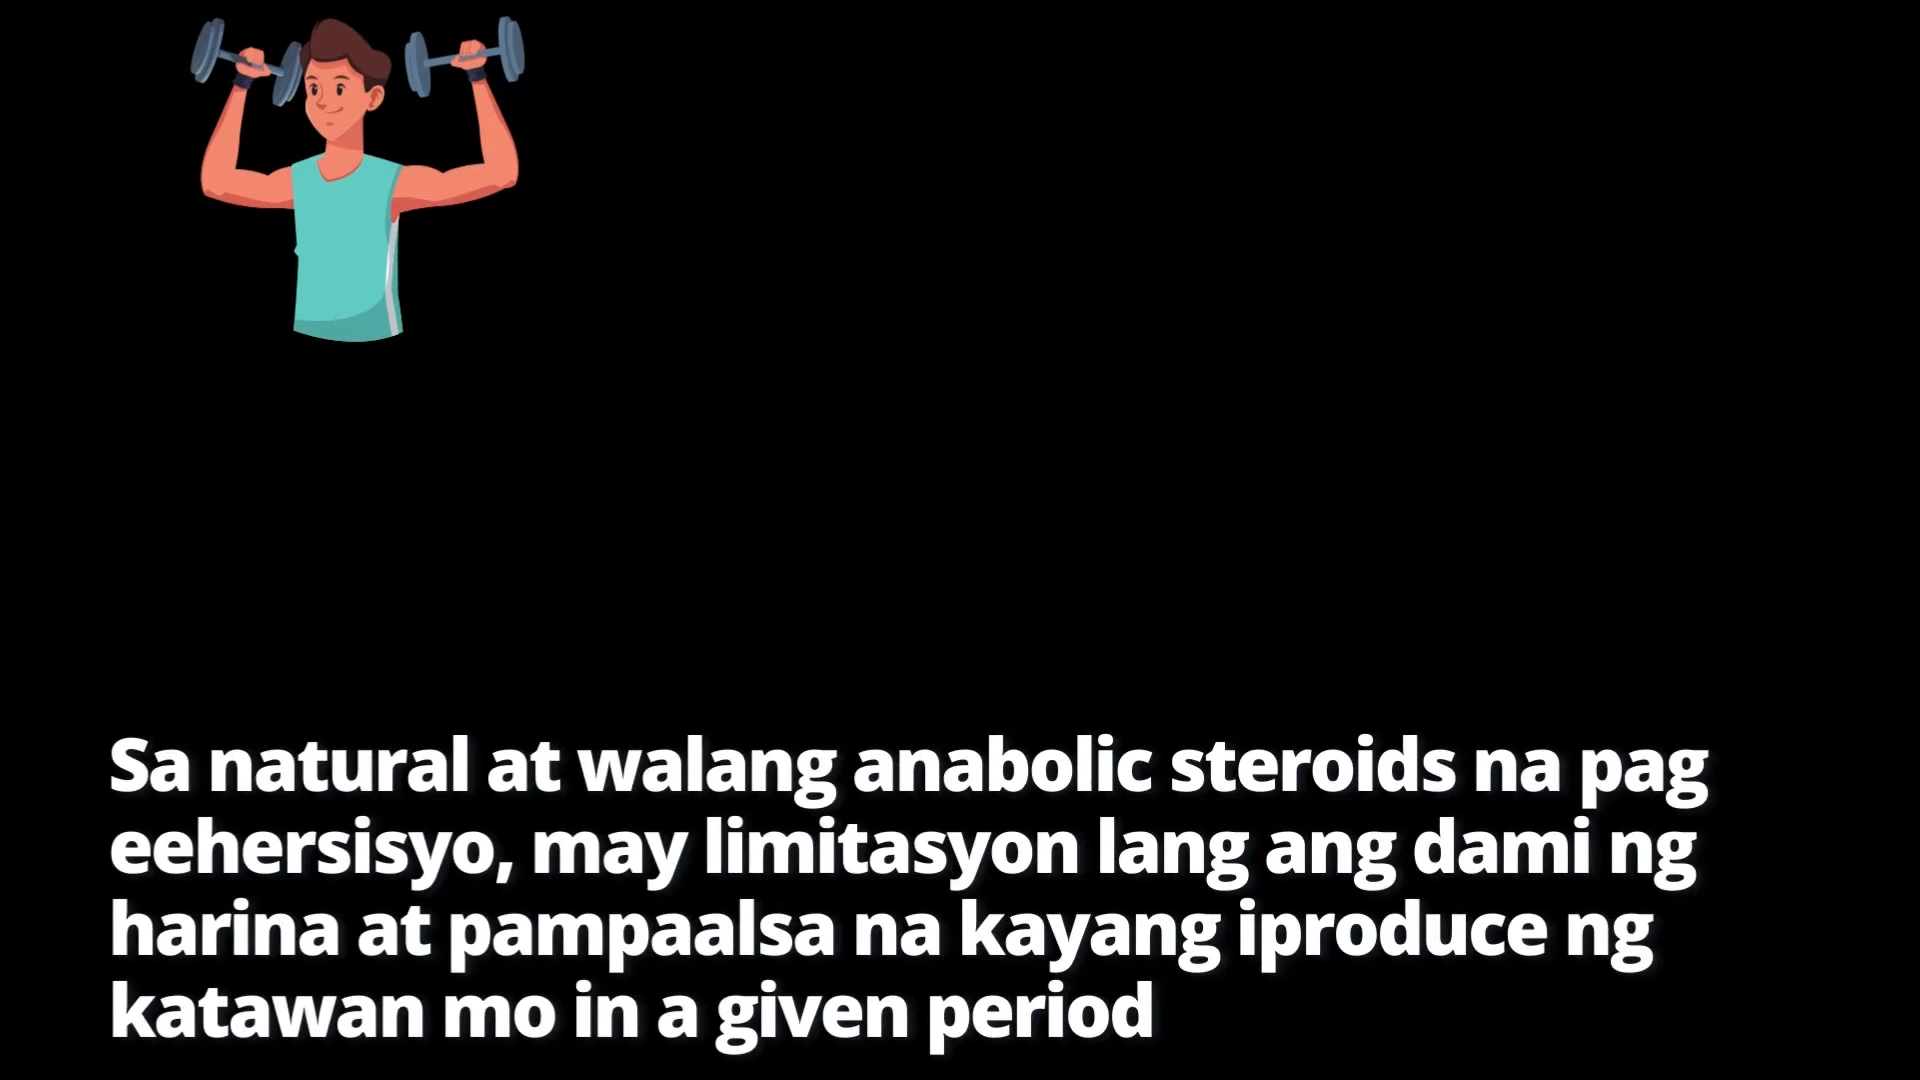 Sa natural at walang anabolic steroids na pag
eehersisyo, may limitasyon lang ang dami ng
harina at pampaalsa na kayang iproduce ng
katawan mo in a given period